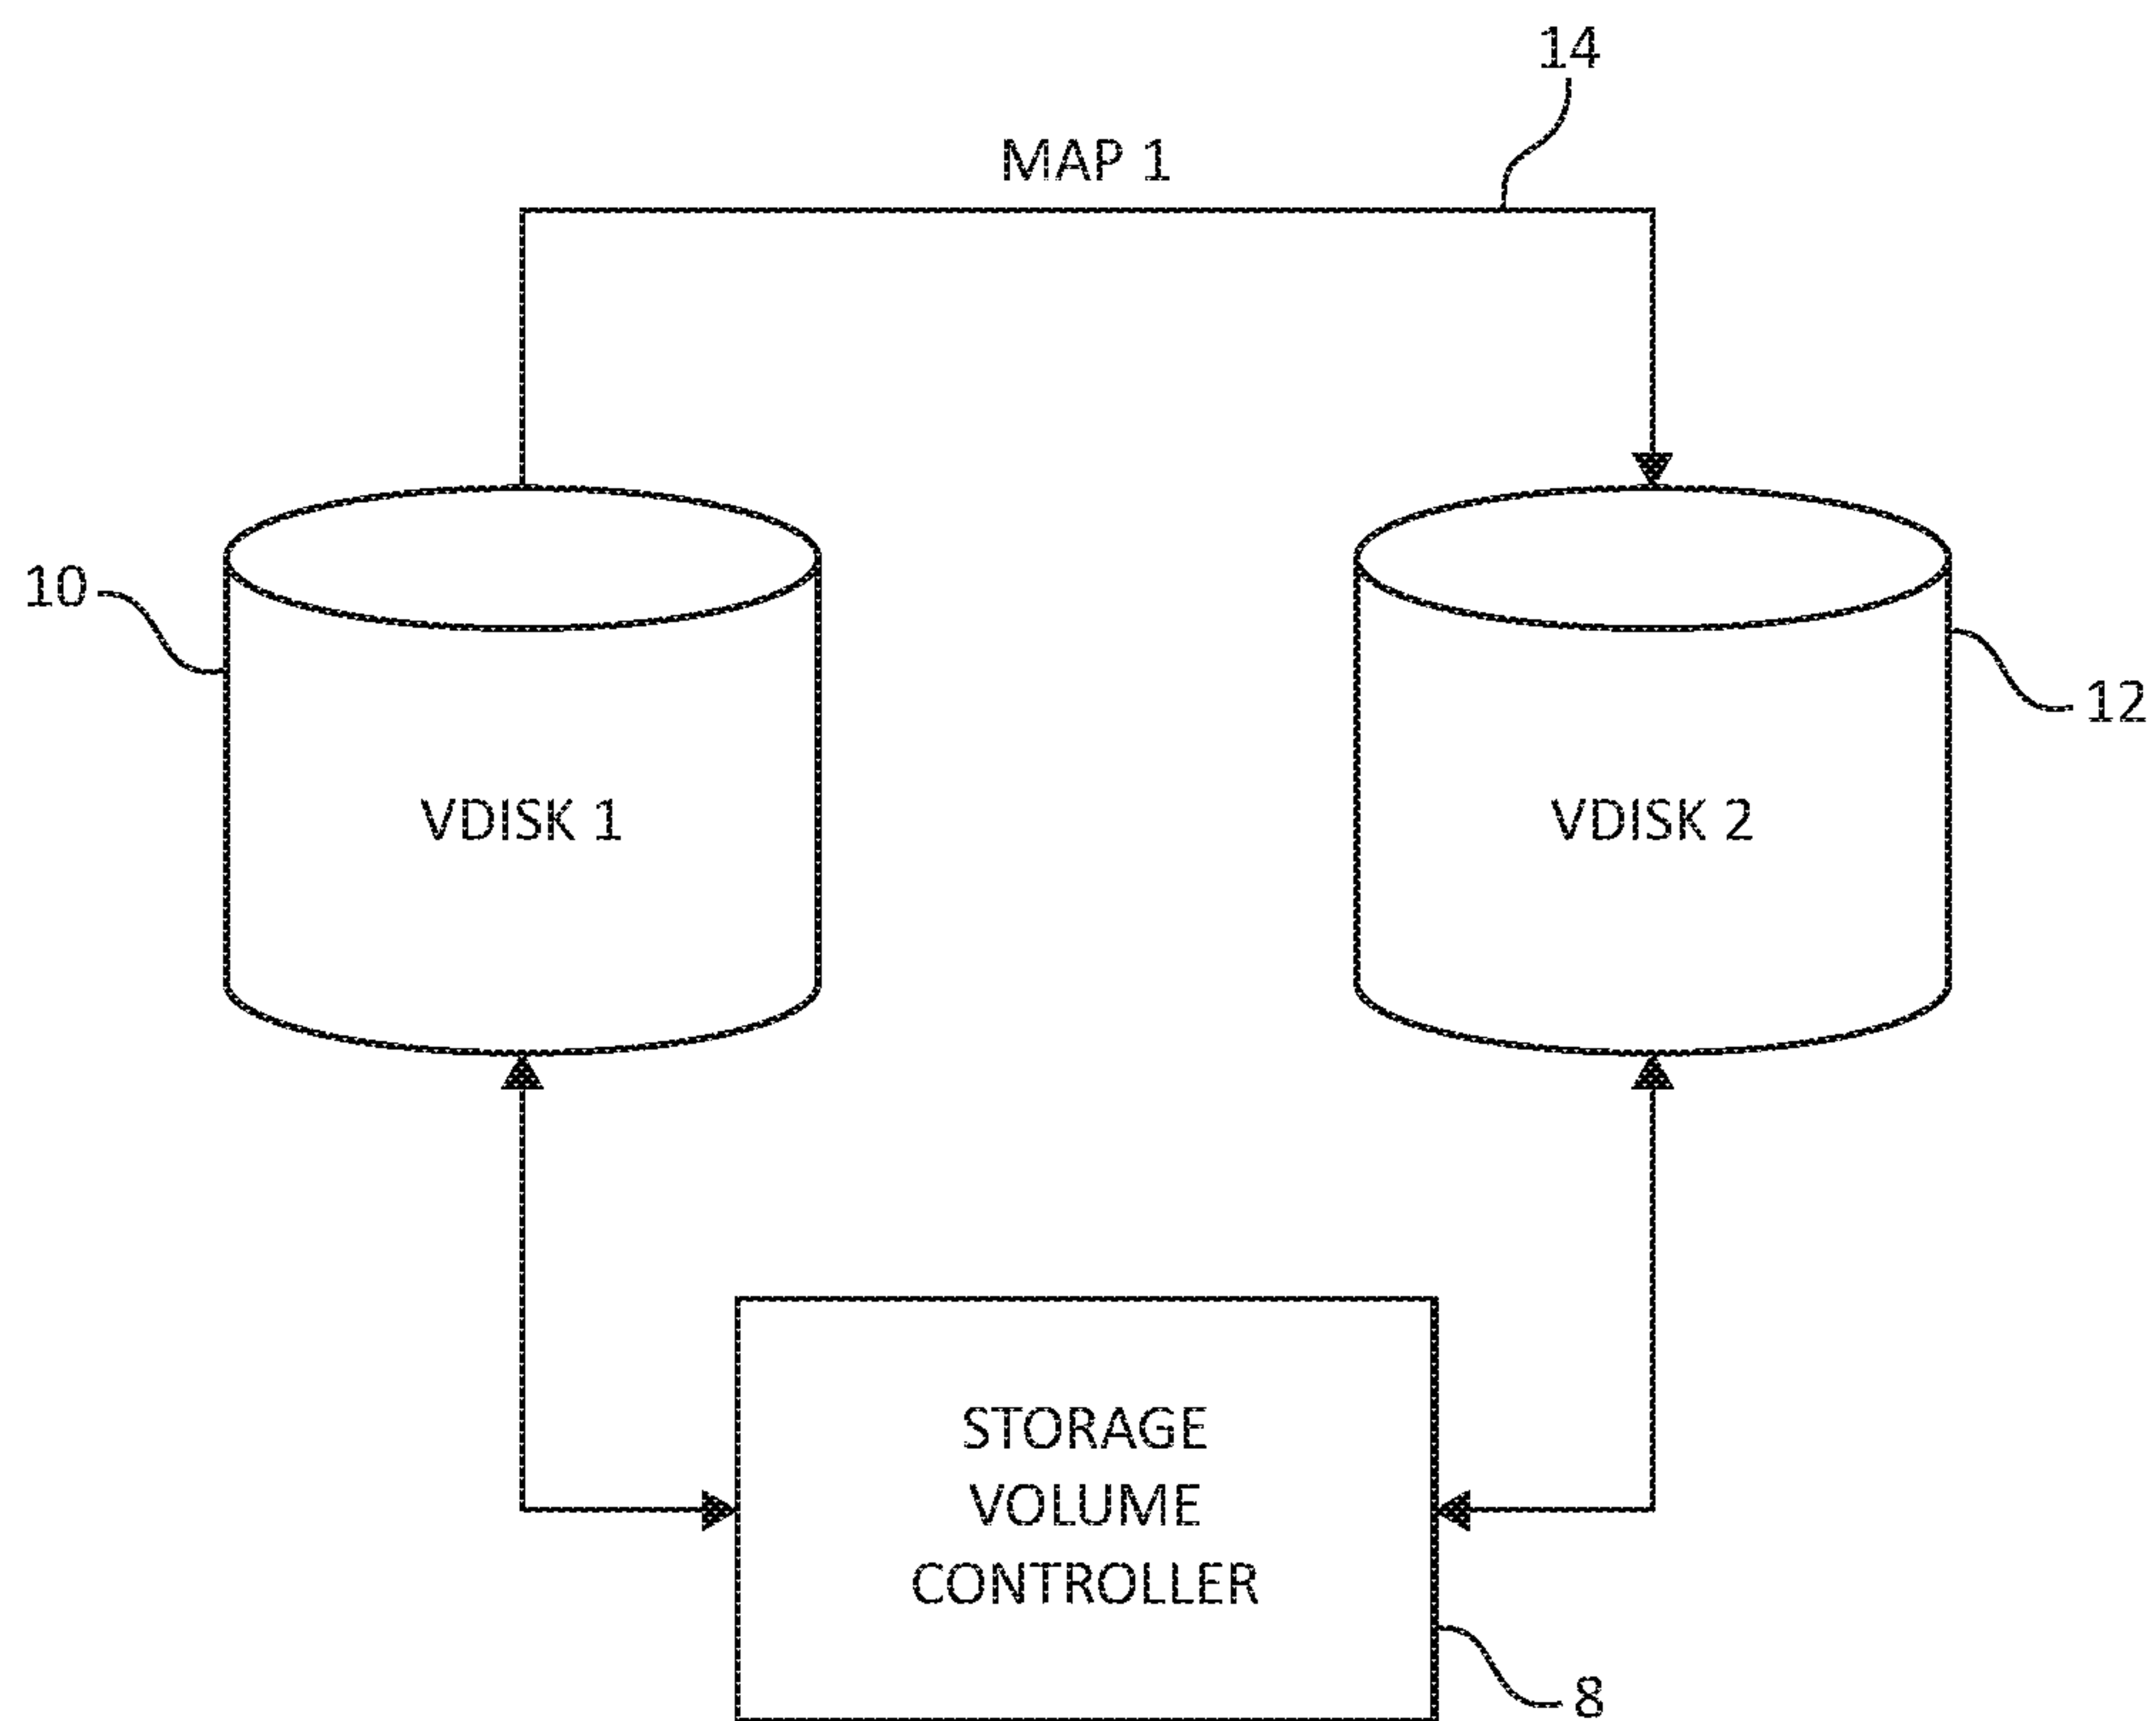 14
MAP 1
10
12
VDISK 1
VDISK 2
STORAGE
VOLUME
CONTROLLER
8